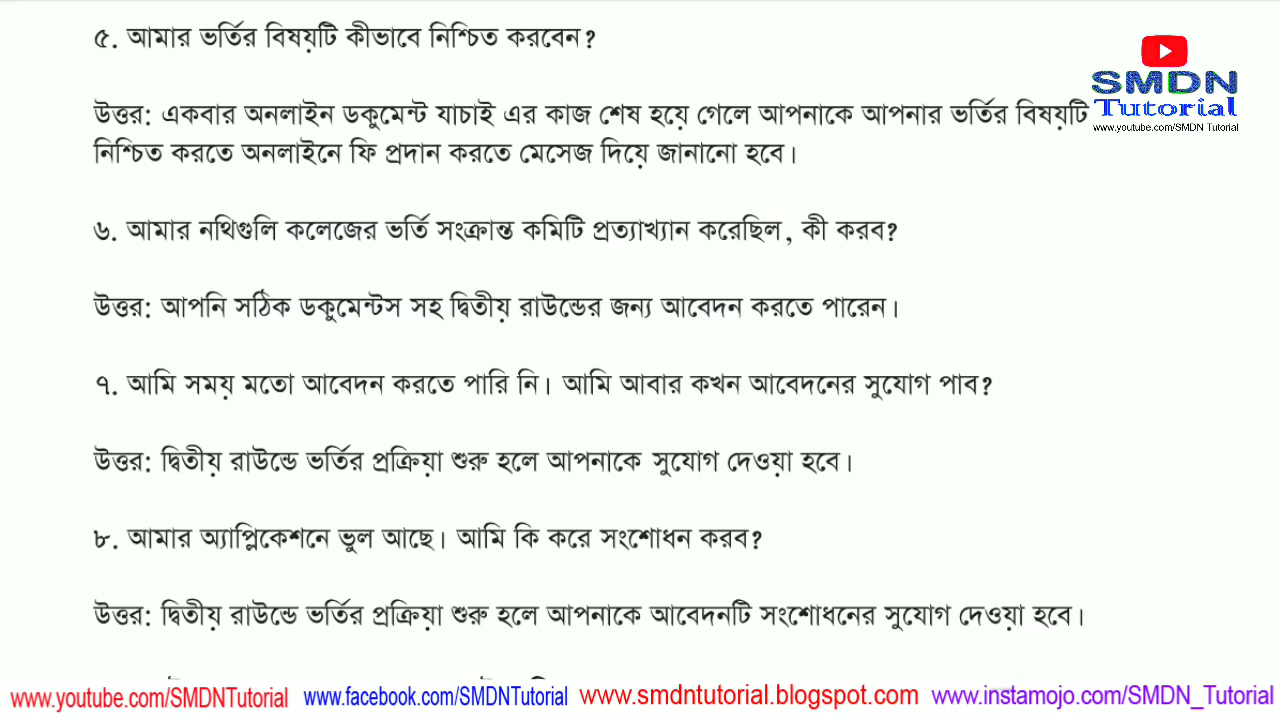 ৫. আমার ভর্তির বিষয়টি কীভাবে নিশ্চিত করবেন?
SMDN
Tutorial
www.youtube.com/SMDN Tutorial
উত্তর: একবার অনলাইন ডকুমেন্ট যাচাই এর কাজ শেষ হয়ে গেলে আপনাকে আপনার ভর্তির বিষয়টি
নিশ্চিত করতে অনলাইনে ফি প্রদান করতে মেসেজ দিয়ে জানানো হবে।
৬. আমার নথিগুলি কলেজের ভর্তি সংক্রান্ত কমিটি প্রত্যাখ্যান করেছিল, কী করব?
উত্তর: আপনি সঠিক ডকুমেন্টস সহ দ্বিতীয় রাউন্ডের জন্য আবেদন করতে পারেন।
৭. আমি সময় মতো আবেদন করতে পারি নি। আমি আবার কখন আবেদনের সুযোগ পাব?
উত্তর: দ্বিতীয় রাউন্ডে ভর্তির প্রক্রিয়া শুরু হলে আপনাকে সুযোগ দেওয়া হবে।
৮. আমার অ্যাপ্লিকেশনে ভুল আছে। আমি কি করে সংশোধন করব?
উত্তর: দ্বিতীয় রাউন্ডে ভর্তির প্রক্রিয়া শুরু হলে আপনাকে আবেদনটি সংশোধনের সুযোগ দেওয়া হবে।
www.youtube.com/SMDNTutorial www.facebook.com/SMDNTutorial www.smdntutorial.blogspot.com www.instamojo.com/SMDN_Tutorial